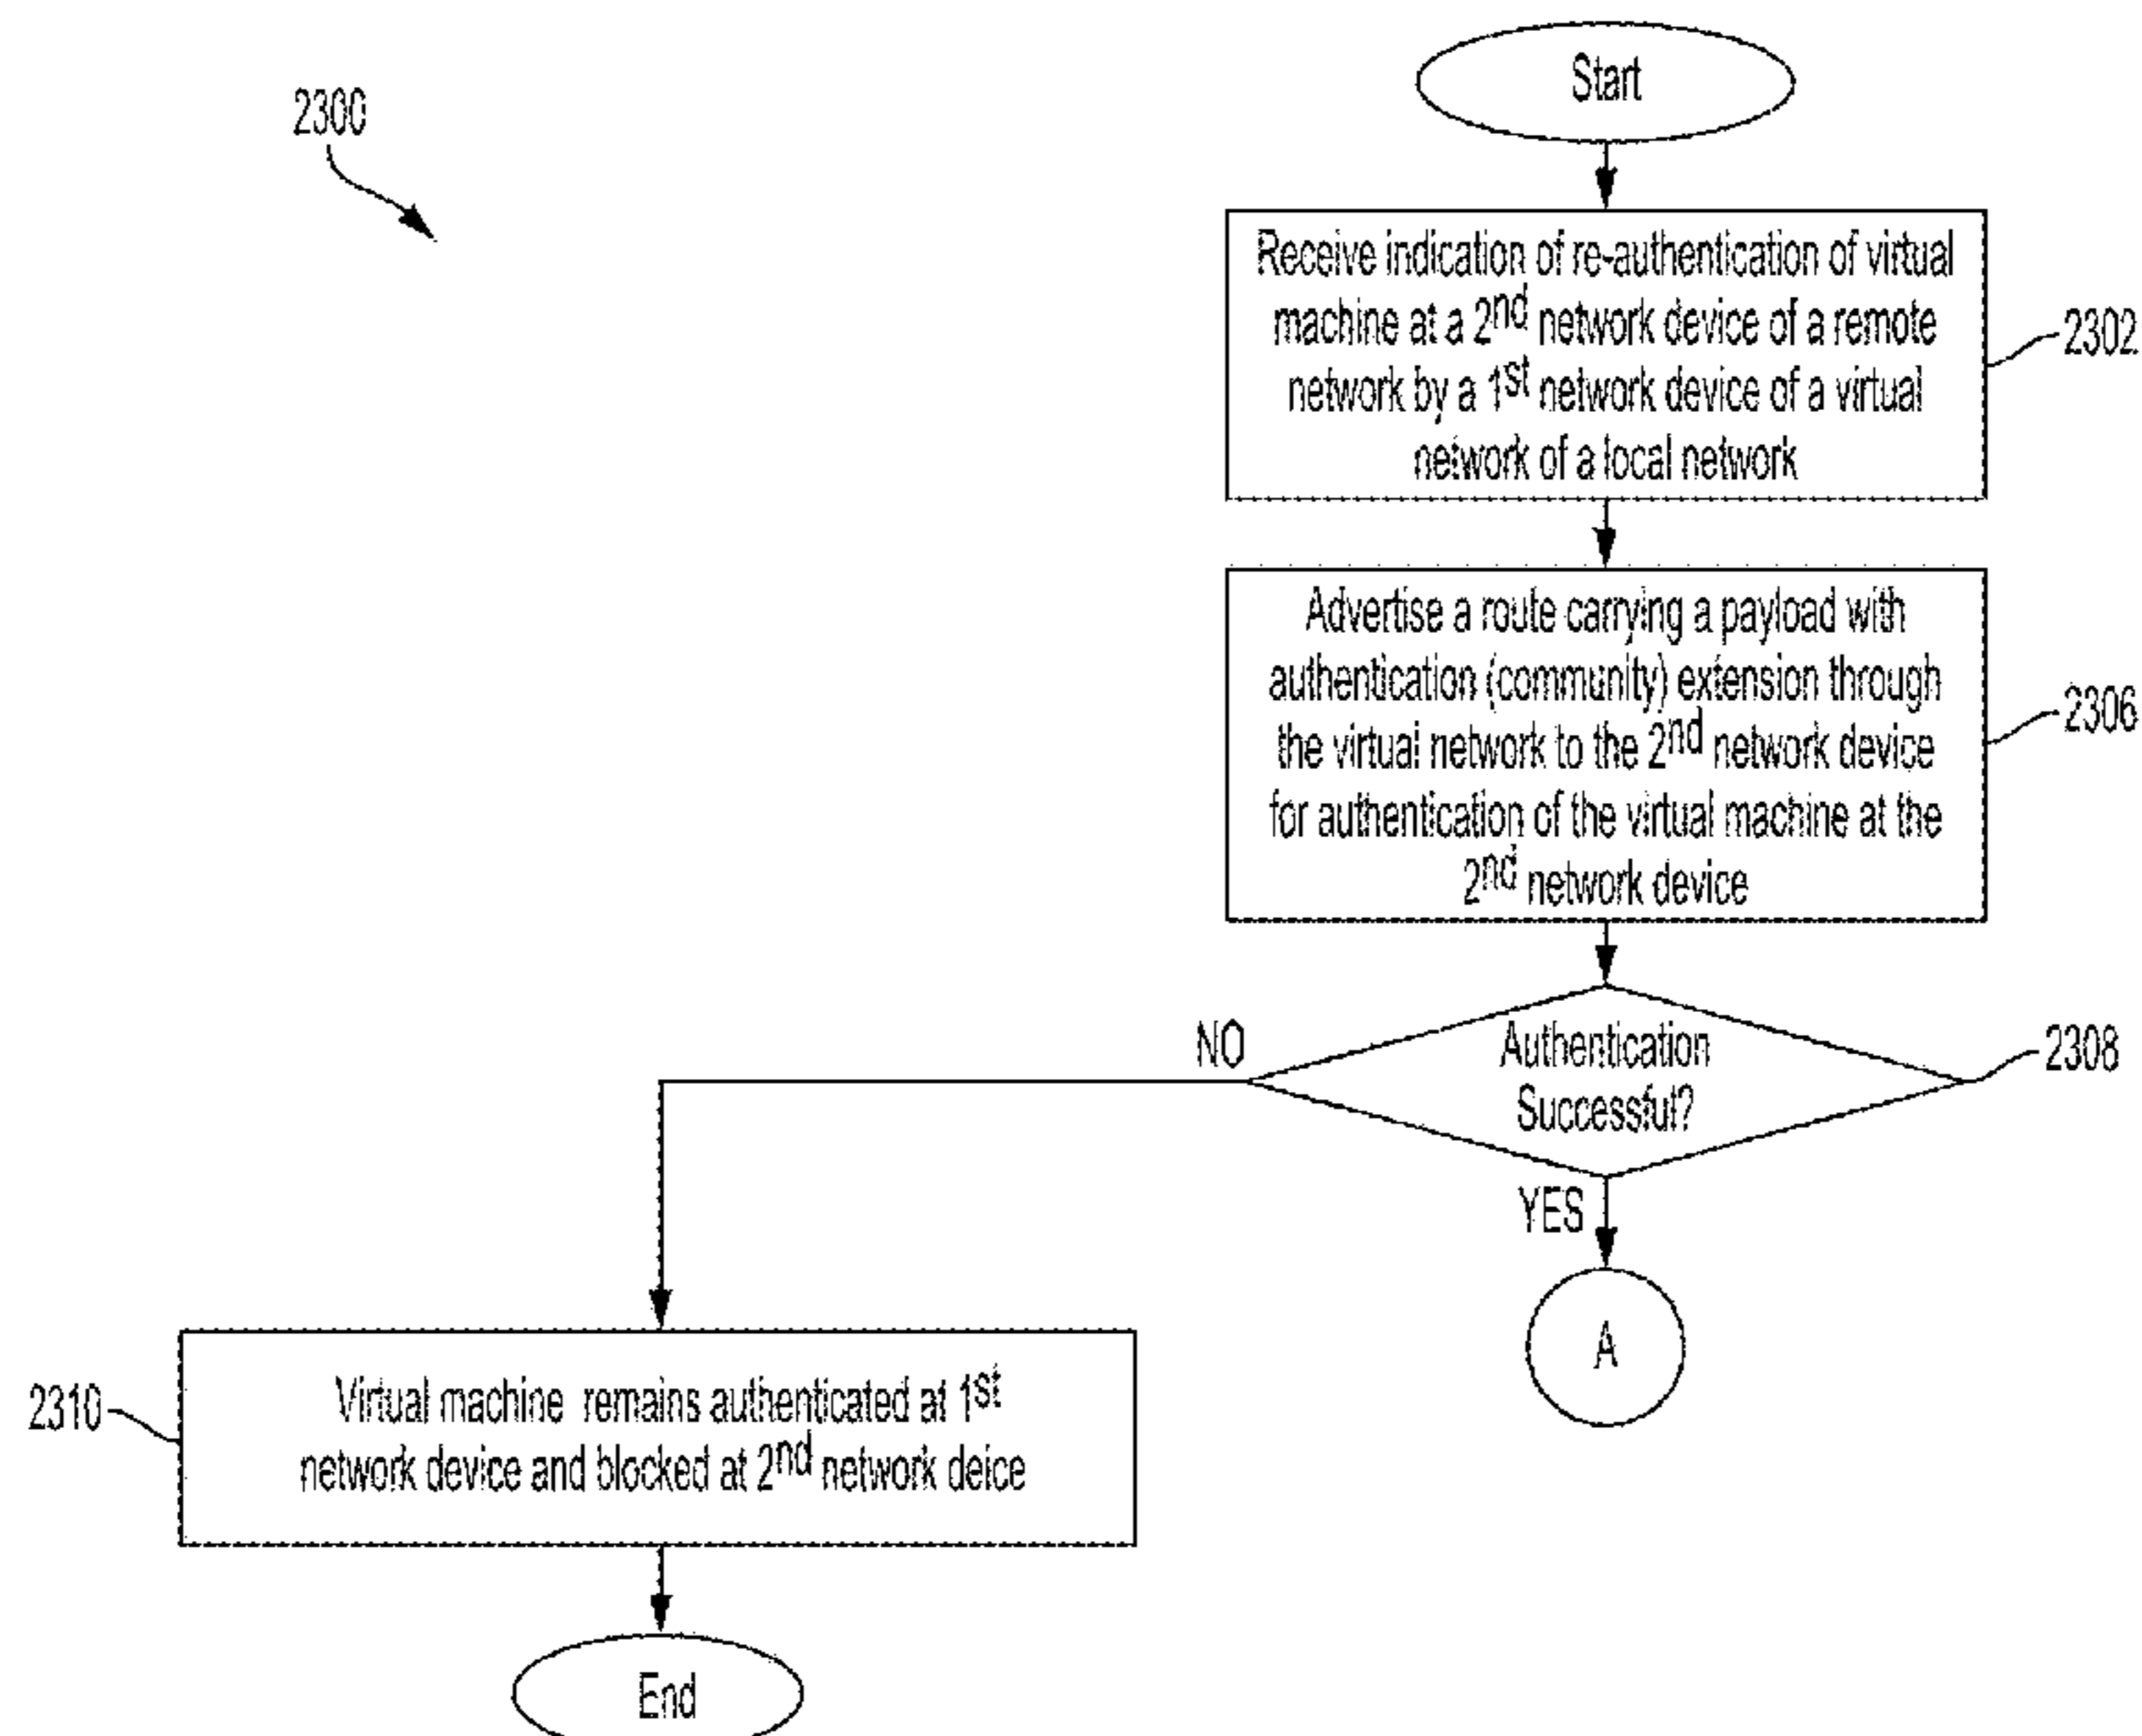 2300
Start
Receive indication of re-authentication of virtual
machine at a 2nd network device of a remote
network by a 1st network device of a virtual
network of a local network
2302
Advertise a route carrying a payload with
authentication (community) extension through
the virtual network to the 2nd network device
for authentication of the virtual machine at the
2nd network device
2306
NO
Authentication
Successful?
2308
YES
A
2310
Virtual machine remains authenticated at 1st
network device and blocked at 2nd network deice
End